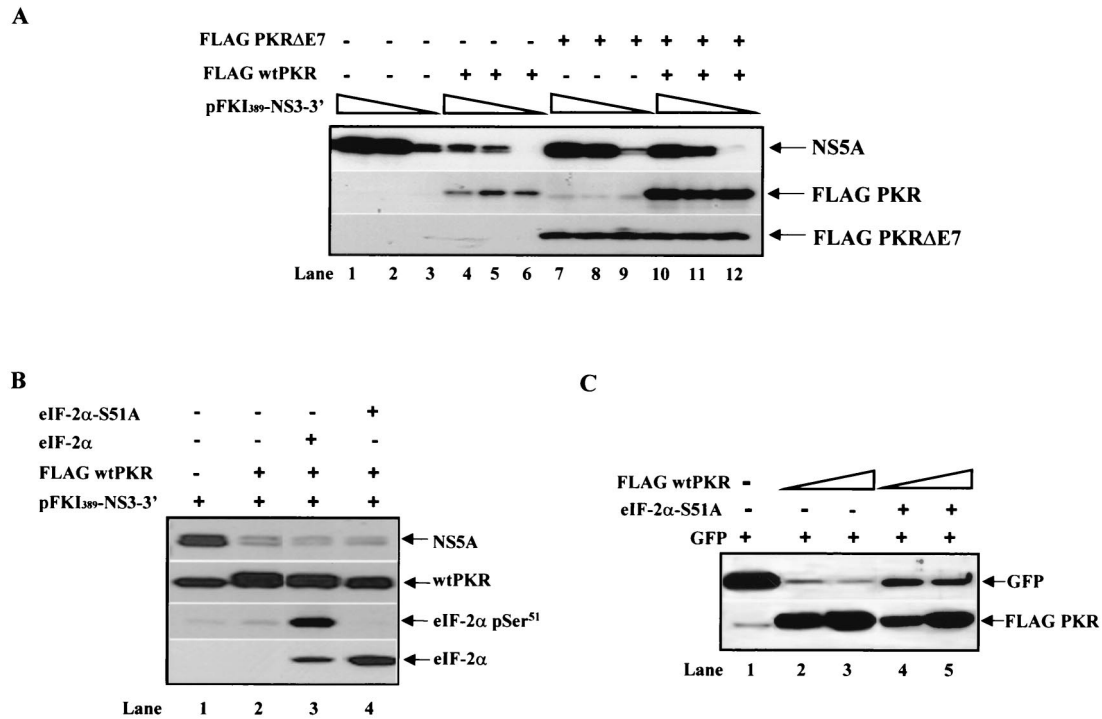 A
FLAG PKRΔE7 - - - - - - + + + + + +
FLAG wtPKR - - - + + + - - - + + +
pFKI389-NS3-3'
NS5A
FLAG PKR
FLAG PKRΔE7
Lane 1 2 3 4 5 6 7 8 9 10 11 12
B
eIF-2α-S51A - - - +
eIF-2α - - + -
FLAG wtPKR - + + +
pFKI389-NS3-3' + + + +
NS5A
wtPKR
eIF-2α pSer51
eIF-2α
Lane 1 2 3 4
C
FLAG wtPKR -
eIF-2α-S51A - - - + +
GFP + + + + +
GFP
FLAG PKR
Lane 1 2 3 4 5